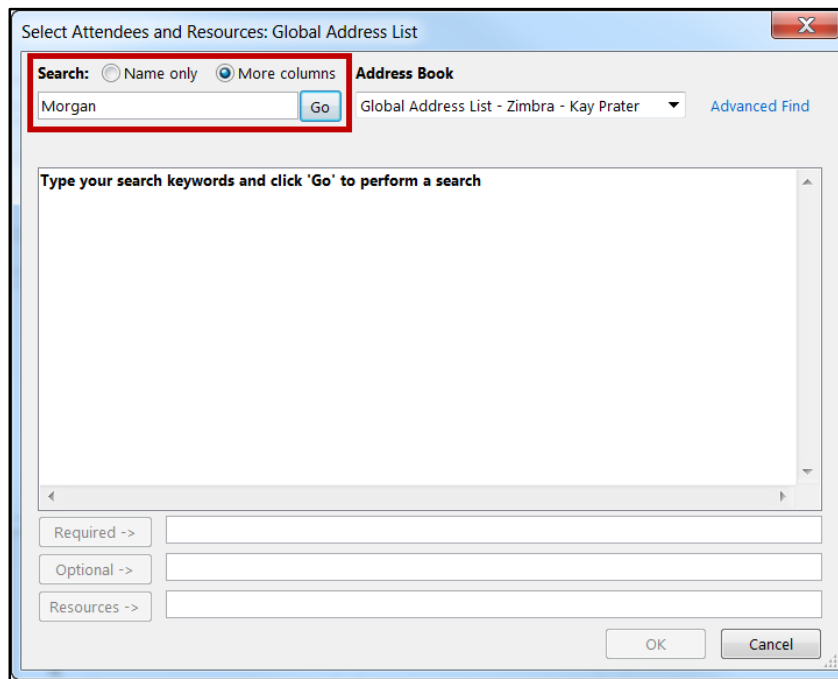 Select Attendees and Resources: Global Address List
Search: Name only More columns Address Book
Morgan Go Global Address List - Zimbra - Kay Prater Advanced Find
Type your search keywords and click 'Go' to perform a search
Required ->
Optional ->
Resources ->
OK Cancel